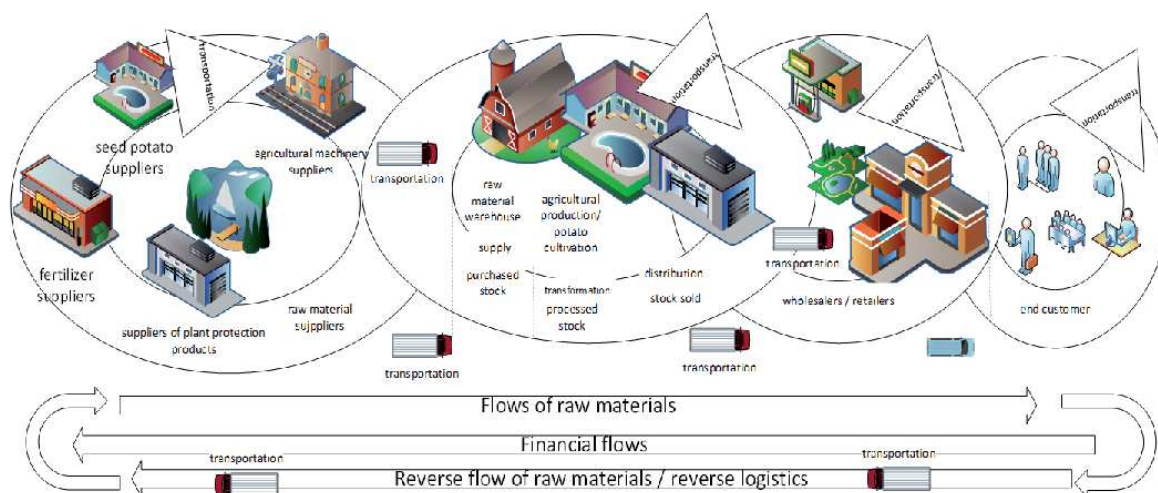 transportation
seed potato
suppliers
agricultural machinery
suppliers
fertilizer
suppliers
suppliers of plant protection
products
raw material
sujppliers
transportation
transportation
raw
material
warehouse
supply
purchased
stock
agricultural
production/
potato
cultivation
transformation
processed
stock
transportation
distribution
stock sold
transportation
transportation
transportation
wholesalers / retailers
transportation
end customer
Flows of raw materials
Financial flows
transportation
transportation
Reverse flow of raw materials / reverse logistics